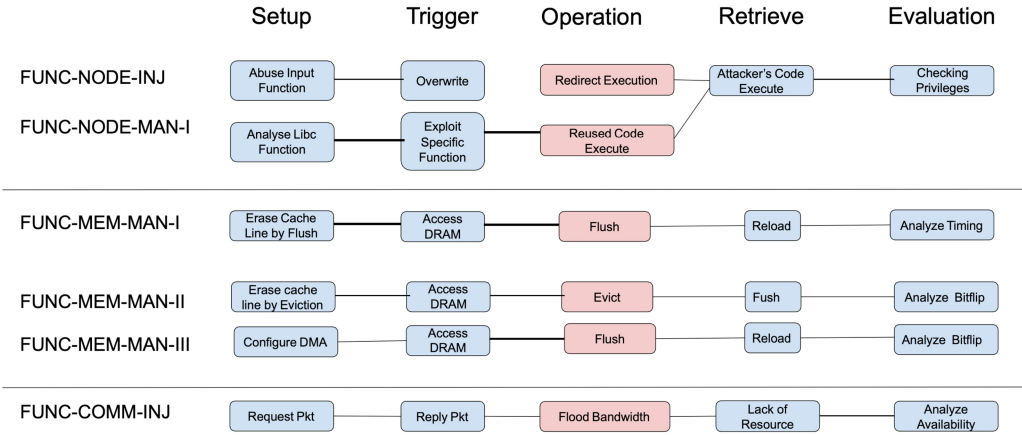 Setup Trigger Operation Retrieve Evaluation
FUNC-NODE-INJ
Abuse Input
Function
Overwrite
Redirect Execution
Attacker's Code
Execute
Checking
Privileges
FUNC-NODE-MAN-I
Analyse Libc
Function
Exploit
Specific
Function
Reused Code
Execute
FUNC-MEM-MAN-I
Erase Cache
Line by Flush
Access
DRAM
Flush
Reload
Analyze Timing
FUNC-MEM-MAN-II
Erase cache
line by Eviction
Access
DRAM
Evict
Fush
Analyze Bitflip
FUNC-MEM-MAN-III
Configure DMA
Access
DRAM
Flush
Reload
Analyze Bitflip
FUNC-COMM-INJ
Request Pkt
Reply Pkt
Flood Bandwidth
Lack of
Resource
Analyze
Availability